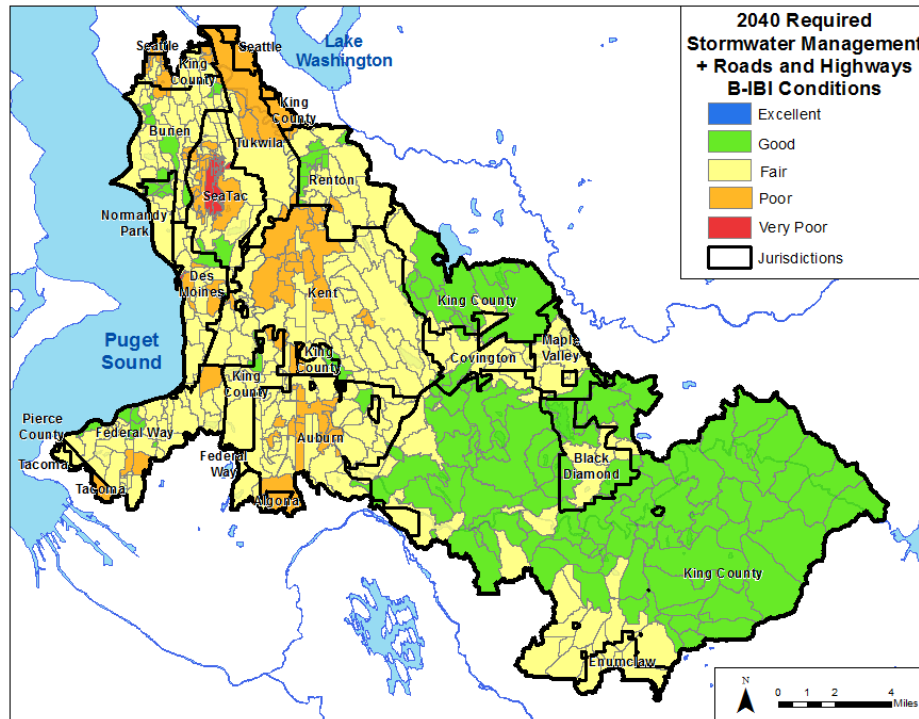 2040 Required
Stormwater Management
+ Roads and Highways
B-IBI Conditions
Excellent
Good
Fair
Poor
Very Poor
Jurisdictions
Lake
Washington
Seattle
Seattle
King
County
King
County
Burien
Tukwila
Renton
SeaTac
Normandy
Park
Des
Moines
Kent
King County
Puget
Sound
Maple
Valley
Covington
King
County
King
County
Pierce
County
Federal Way
Auburn
Tacoma
Federal
Way
Black
Diamond
Tacoma
Algona
King County
Enumclaw
N
0 1 2 4
Miles